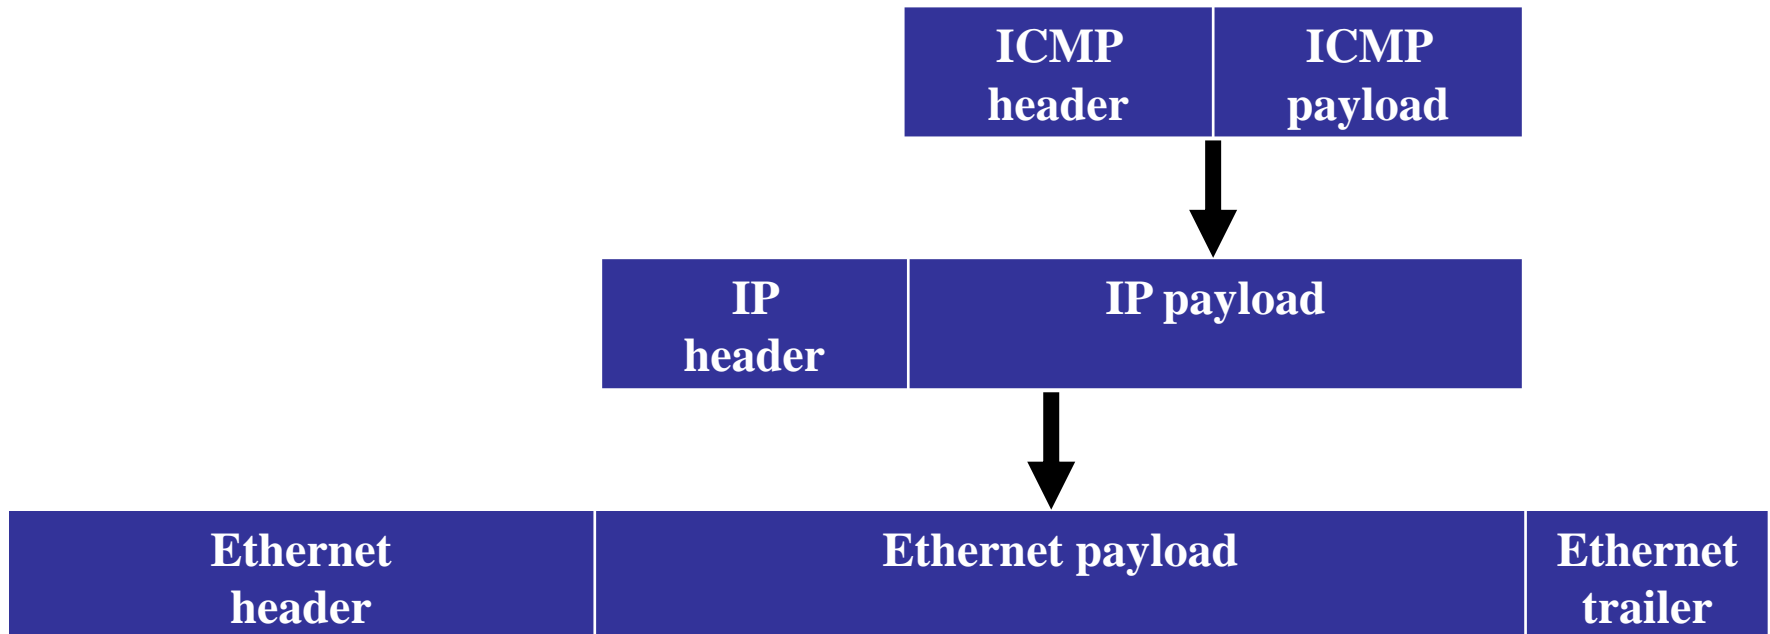 ICMP
header
ICMP
payload
IP
header
IP payload
Ethernet
header
Ethernet payload
Ethernet
trailer